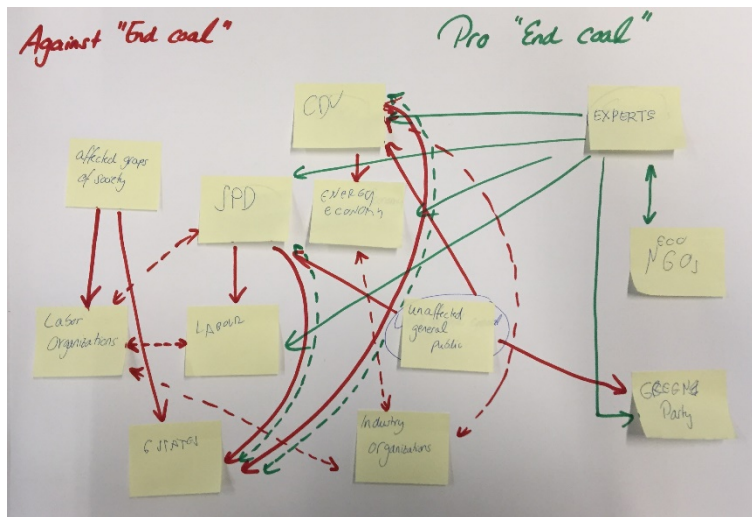 Against "End coal"
Pro "End coal"
CDU
EXPERTS
affected groups
of society
SPD
ENERGY
ECONOMY
ECO
NGOs
Labor
Organizations
LABOUR
Unaffected
general
public
GREENS
Party
STATES
Industry
Organizations